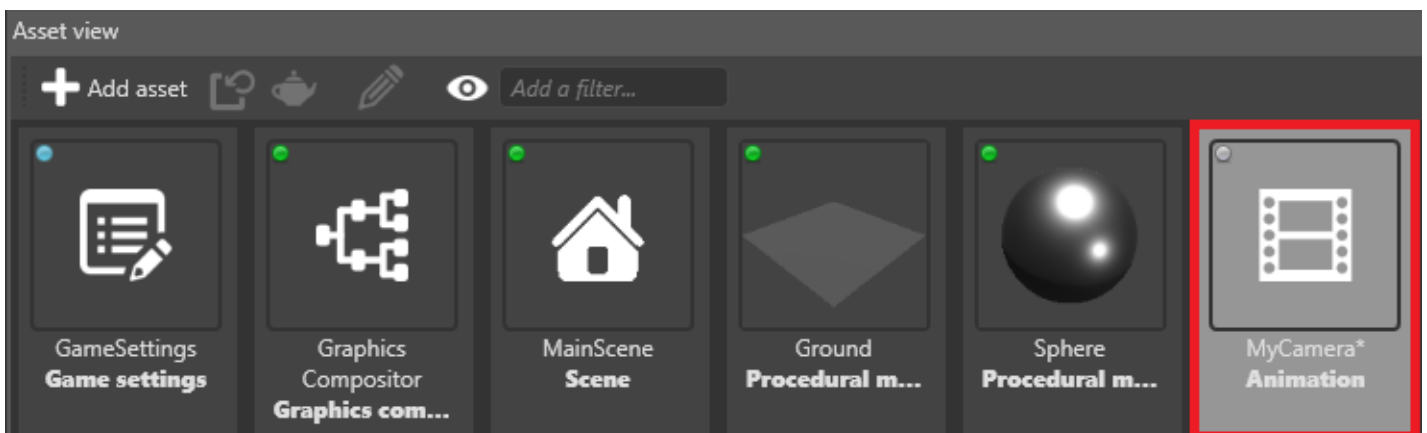 Asset view
Add asset
Add a filter...
GameSettings
Game settings
Graphics
Compositor
Graphics com...
MainScene
Scene
Ground
Procedural m...
Sphere
Procedural m...
MyCamera*
Animation